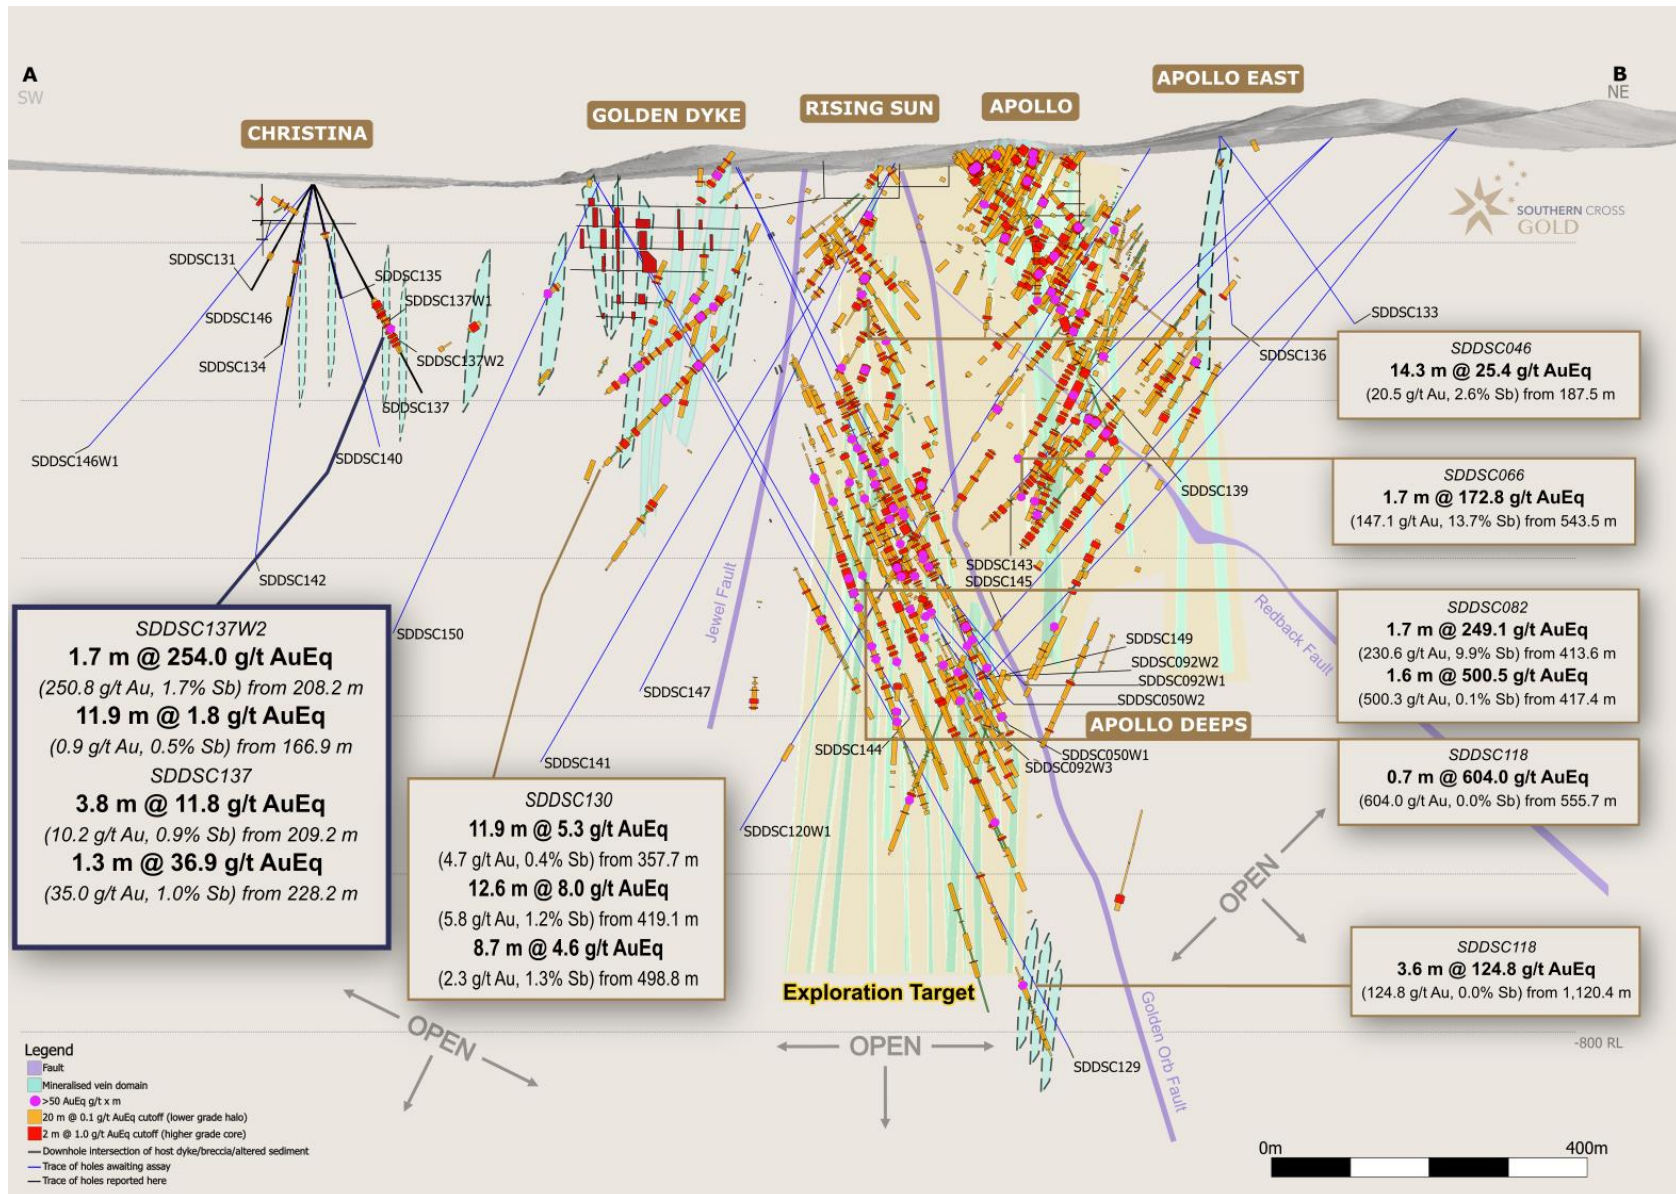 A
SW
B
NE
CHRISTINA
GOLDEN DYKE
RISING SUN
APOLLO
APOLLO EAST
SOUTHERN CROSS
GOLD
SDDSC131
SDDSC135
SDDSC137W1
SDDSC146
SDDSC134
SDDSC137W2
SDDSC137
SDDSC146W1
SDDSC140
SDDSC142
SDDSC150
SDDSC147
SDDSC141
SDDSC120W1
SDDSC133
SDDSC136
SDDSC139
SDDSC143
SDDSC145
SDDSC149
SDDSC092W2
SDDSC092W1
SDDSC050W2
APOLLO DEEPS
SDDSC144
SDDSC050W1
SDDSC092W3
SDDSC129
Jewel Fault
Redback Fault
Golden Orb Fault
SDDSC046
14.3 m @ 25.4 g/t AuEq
(20.5 g/t Au, 2.6% Sb) from 187.5 m
SDDSC066
1.7 m @ 172.8 g/t AuEq
(147.1 g/t Au, 13.7% Sb) from 543.5 m
SDDSC082
1.7 m @ 249.1 g/t AuEq
(230.6 g/t Au, 9.9% Sb) from 413.6 m
1.6 m @ 500.5 g/t AuEq
(500.3 g/t Au, 0.1% Sb) from 417.4 m
SDDSC118
0.7 m @ 604.0 g/t AuEq
(604.0 g/t Au, 0.0% Sb) from 555.7 m
SDDSC118
3.6 m @ 124.8 g/t AuEq
(124.8 g/t Au, 0.0% Sb) from 1,120.4 m
SDDSC137W2
1.7 m @ 254.0 g/t AuEq
(250.8 g/t Au, 1.7% Sb) from 208.2 m
11.9 m @ 1.8 g/t AuEq
(0.9 g/t Au, 0.5% Sb) from 166.9 m
SDDSC137
3.8 m @ 11.8 g/t AuEq
(10.2 g/t Au, 0.9% Sb) from 209.2 m
1.3 m @ 36.9 g/t AuEq
(35.0 g/t Au, 1.0% Sb) from 228.2 m
SDDSC130
11.9 m @ 5.3 g/t AuEq
(4.7 g/t Au, 0.4% Sb) from 357.7 m
12.6 m @ 8.0 g/t AuEq
(5.8 g/t Au, 1.2% Sb) from 419.1 m
8.7 m @ 4.6 g/t AuEq
(2.3 g/t Au, 1.3% Sb) from 498.8 m
Exploration Target
OPEN
OPEN
OPEN
-800 RL
Legend
Fault
Mineralised vein domain
>50 AuEq g/t x m
20 m @ 0.1 g/t AuEq cutoff (lower grade halo)
2 m @ 1.0 g/t AuEq cutoff (higher grade core)
Downhole intersection of host dyke/breccia/altered sediment
Trace of holes awaiting assay
Trace of holes reported here
0m
400m